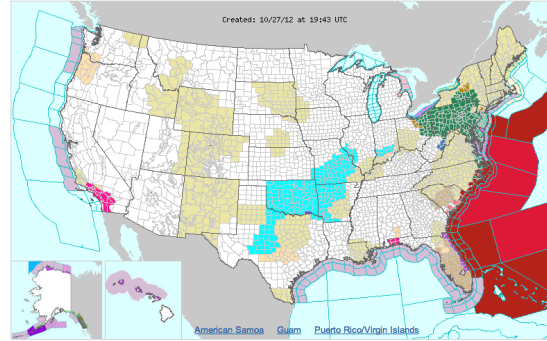 Created: 10/27/12 at 19:43 UTC
American Samoa Guam Puerto Rico/Virgin Islands